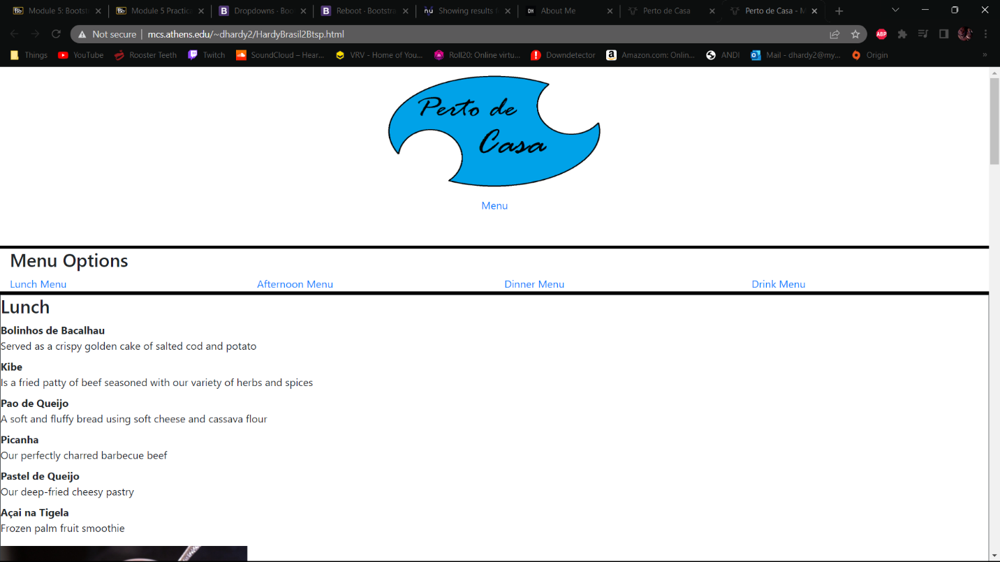 Module 5: Bootst
Module 5 Practica
Dropdowns · Boo
Reboot · Bootstra
Showing results f
About Me
Perto de Casa
Perto de Casa - M
Not secure | mcs.athens.edu/~dhardy2/HardyBrasil2Btsp.html
ABP
Things
YouTube
Rooster Teeth
Twitch
SoundCloud – Hear...
VRV - Home of You...
Roll20: Online virtu...
Downdetector
Amazon.com: Onlin...
ANDI
Mail - dhardy2@my...
Origin
»
Perto de
Casa
Menu
Menu Options
Lunch Menu
Afternoon Menu
Dinner Menu
Drink Menu
Lunch
Bolinhos de Bacalhau
Served as a crispy golden cake of salted cod and potato
Kibe
Is a fried patty of beef seasoned with our variety of herbs and spices
Pao de Queijo
A soft and fluffy bread using soft cheese and cassava flour
Picanha
Our perfectly charred barbecue beef
Pastel de Queijo
Our deep-fried cheesy pastry
Açai na Tigela
Frozen palm fruit smoothie